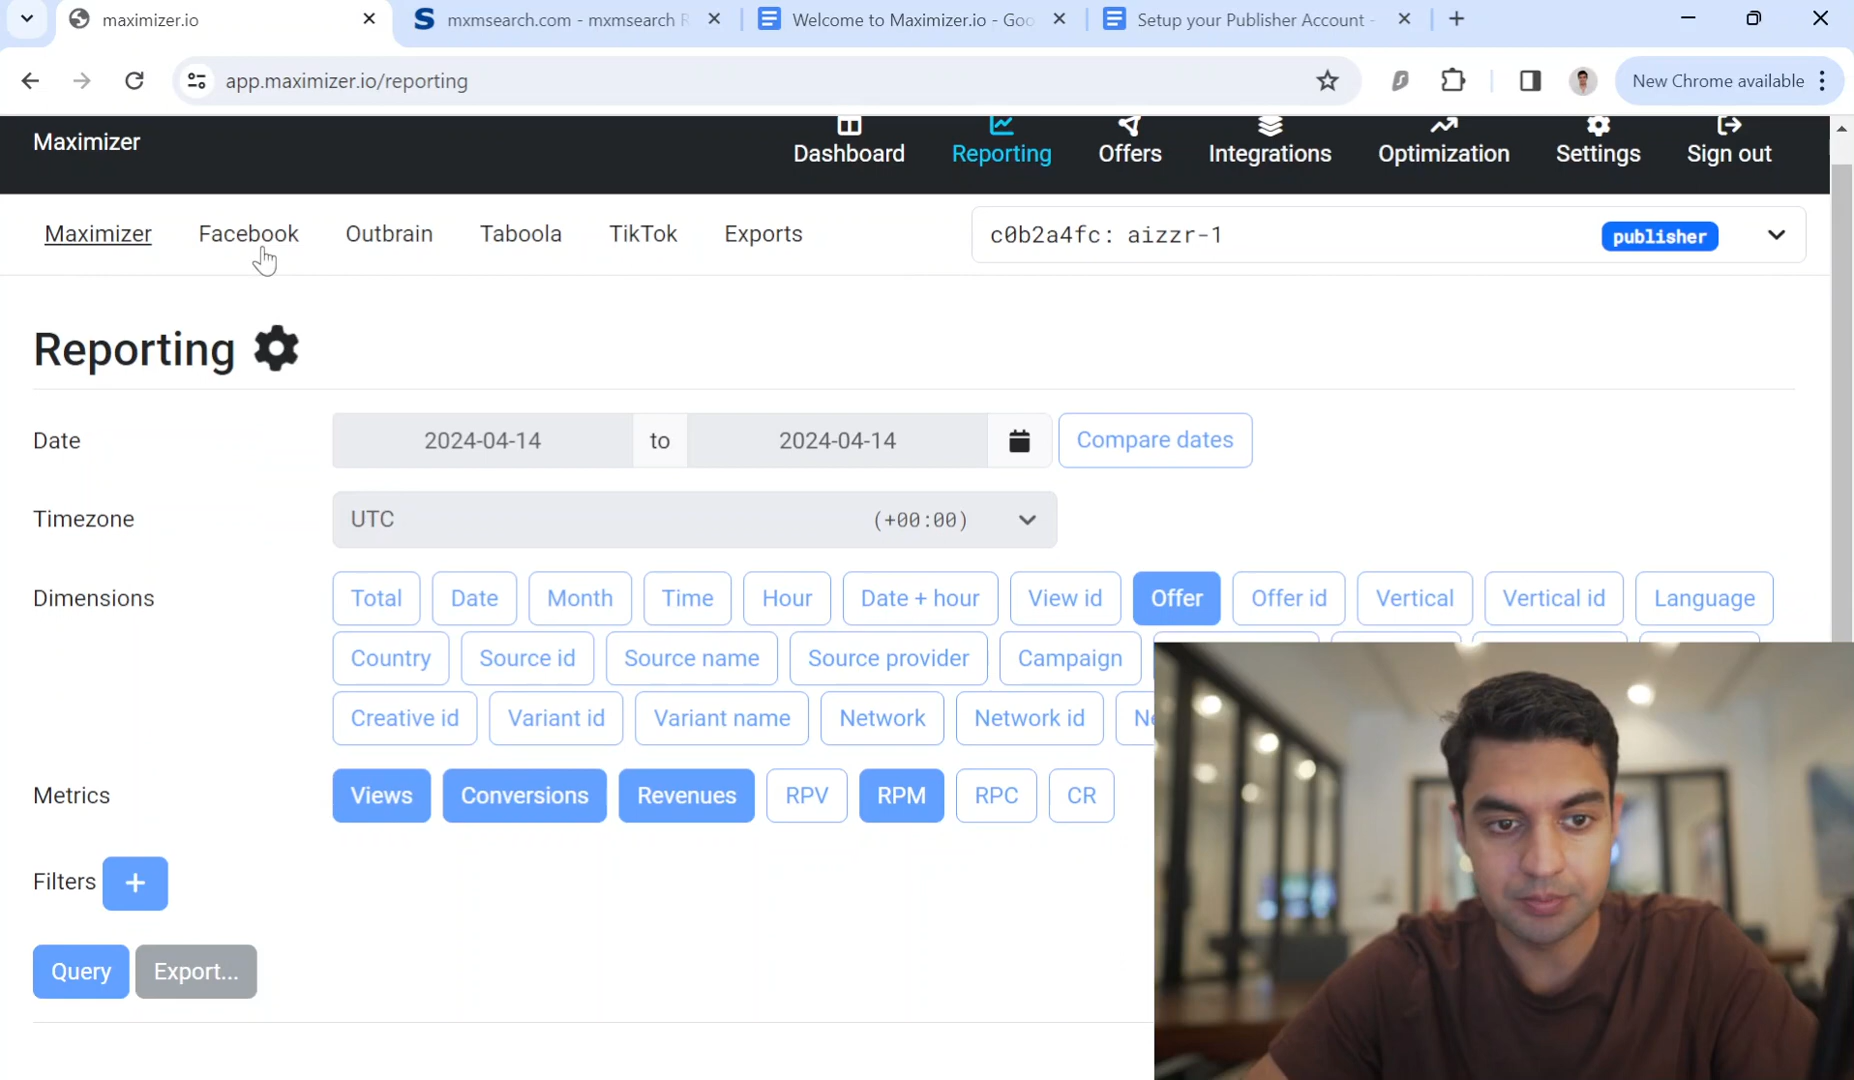 maximizer.io
mxmsearch.com - mxmsearch R
Welcome to Maximizer.io - Goo
Setup your Publisher Account -
app.maximizer.io/reporting
New Chrome available
Maximizer
Dashboard
Reporting
Offers
Integrations
Optimization
Settings
Sign out
Maximizer Facebook Outbrain Taboola TikTok Exports
c0b2a4fc: aizzr-1 publisher
Reporting
Date 2024-04-14 to 2024-04-14 Compare dates
Timezone UTC (+00:00)
Dimensions Total Date Month Time Hour Date + hour View id Offer Offer id Vertical Vertical id Language
Country Source id Source name Source provider Campaign
Creative id Variant id Variant name Network Network id
Metrics Views Conversions Revenues RPV RPM RPC CR
Filters +
Query Export...